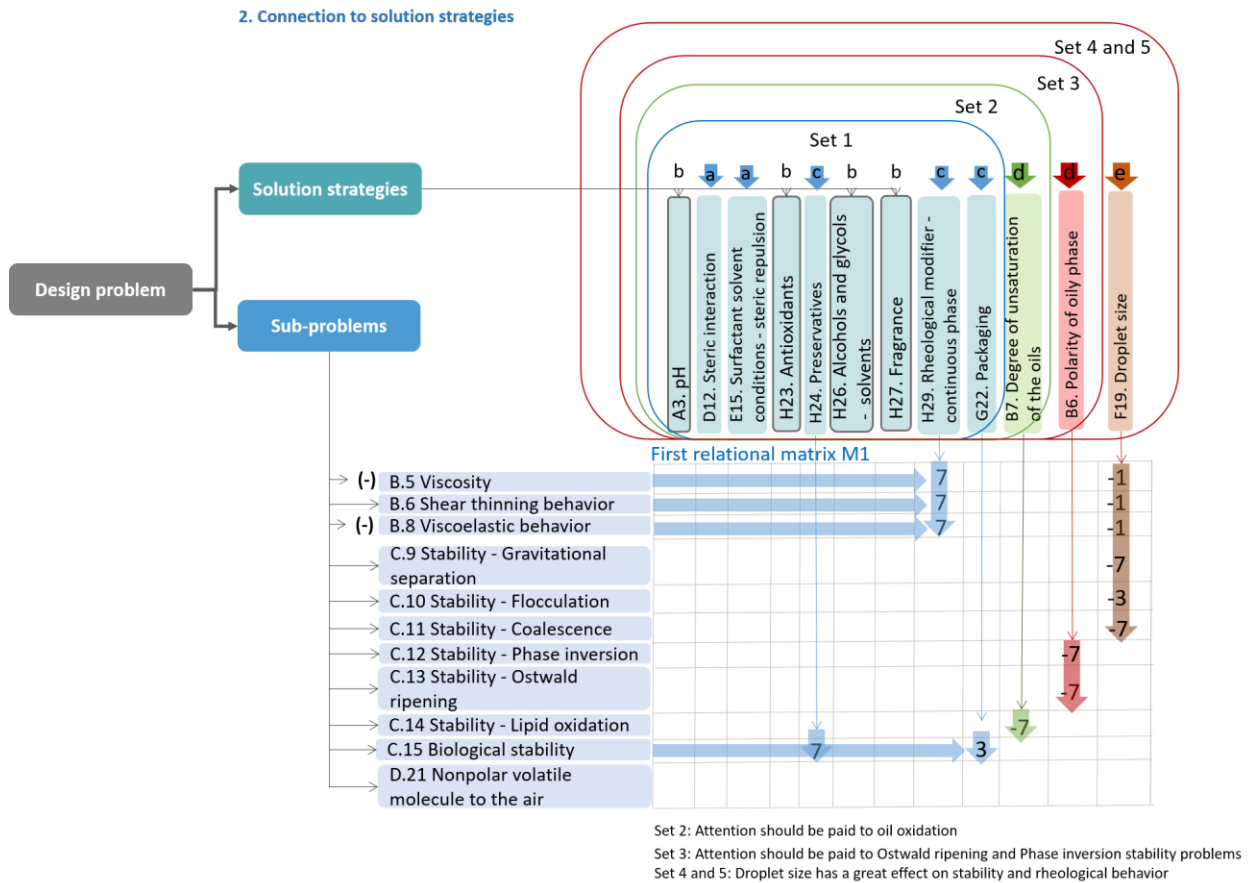 2. Connection to solution strategies
Set 4 and 5
Set 3
Set 2
Set 1
Solution strategies
Design problem
Sub-problems
b
a
a
b
c
b
b
c
c
d
d
e
A3. pH
D12. Steric interaction
E15. Surfactant solvent
conditions - steric repulsion
H23. Antioxidants
H24. Preservatives
H26. Alcohols and glycols
- solvents
H27. Fragrance
H29. Rheological modifier -
continuous phase
G22. Packaging
B7. Degree of unsaturation
of the oils
B6. Polarity of oily phase
F19. Droplet size
First relational matrix M1
(-) B.5 Viscosity 7 -1
B.6 Shear thinning behavior 7 -1
(-) B.8 Viscoelastic behavior 7 -1
C.9 Stability - Gravitational
separation -7
C.10 Stability - Flocculation -3
C.11 Stability - Coalescence -7
C.12 Stability - Phase inversion -7
C.13 Stability - Ostwald
ripening -7
C.14 Stability - Lipid oxidation -7
C.15 Biological stability 7 3
D.21 Nonpolar volatile
molecule to the air
Set 2: Attention should be paid to oil oxidation
Set 3: Attention should be paid to Ostwald ripening and Phase inversion stability problems
Set 4 and 5: Droplet size has a great effect on stability and rheological behavior